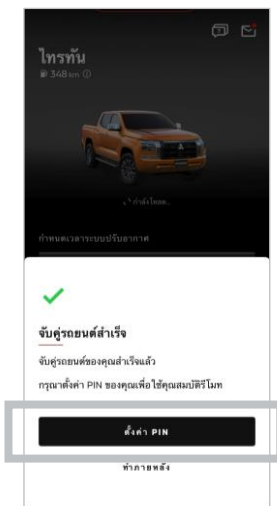 ไทรทัน
348 km
กำลังโหลด...
กำหนดเวลาระบบปรับอากาศ
จับคู่รถยนต์สำเร็จ
จับคู่รถยนต์ของคุณสำเร็จแล้ว
กรุณาตั้งค่า PIN ของคุณเพื่อใช้คุณสมบัติรีโมท
ตั้งค่า PIN
ทำภายหลัง